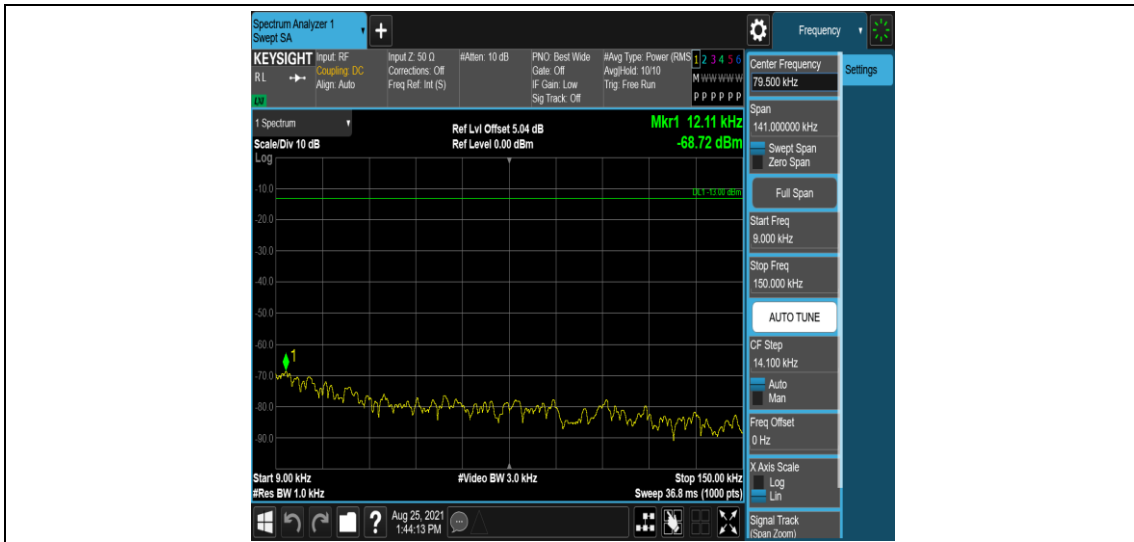 Spectrum Analyzer 1
Swept SA
Frequency
KEYSIGHT
RL
LXI
Input: RF
Coupling: DC
Align: Auto
Input Z: 50 Ω
Corrections: Off
Freq Ref: Int (S)
#Atten: 10 dB
PNO: Best Wide
Gate: Off
IF Gain: Low
Sig Track: Off
#Avg Type: Power (RMS
Avg|Hold: 10/10
Trig: Free Run
1 2 3 4 5 6
M W W W W W
P P P P P P
1 Spectrum
Scale/Div 10 dB
Log
Ref Lvl Offset 5.04 dB
Ref Level 0.00 dBm
Mkr1 12.11 kHz
-68.72 dBm
DL1 -13.00 dBm
-10.0
-20.0
-30.0
-40.0
-50.0
-60.0
1
-70.0
-80.0
-90.0
Start 9.00 kHz
#Res BW 1.0 kHz
#Video BW 3.0 kHz
Stop 150.00 kHz
Sweep 36.8 ms (1000 pts)
Center Frequency
79.500 kHz
Settings
Span
141.000000 kHz
Swept Span
Zero Span
Full Span
Start Freq
9.000 kHz
Stop Freq
150.000 kHz
AUTO TUNE
CF Step
14.100 kHz
Auto
Man
Freq Offset
0 Hz
X Axis Scale
Log
Lin
Signal Track
(Span Zoom)
?
Aug 25, 2021
1:44:13 PM